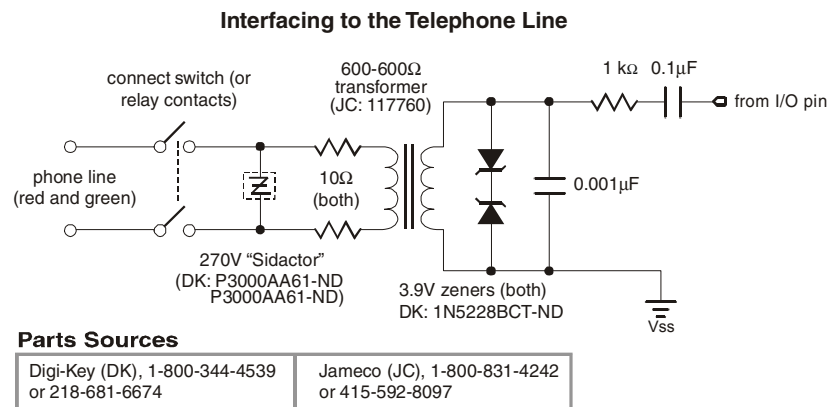 Interfacing to the Telephone Line
600-600Ω
transformer
(JC: 117760)
1 kΩ 0.1µF
connect switch (or
relay contacts)
from I/O pin
phone line
(red and green)
10Ω
(both)
0.001µF
270V “Sidactor”
(DK: P3000AA61-ND
P3000AA61-ND)
3.9V zeners (both)
DK: 1N5228BCT-ND
Vss
Parts Sources
Digi-Key (DK), 1-800-344-4539
or 218-681-6674
Jameco (JC), 1-800-831-4242
or 415-592-8097